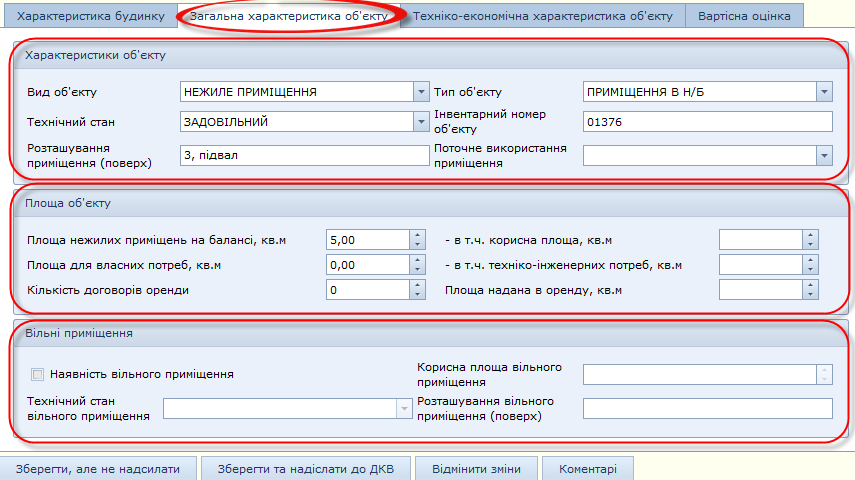 Характеристика будинку
Загальна характеристика об'єкту
Техніко-економічна характеристика об'єкту
Вартісна оцінка
Характеристики об'єкту
Вид об'єкту
НЕЖИЛЕ ПРИМІЩЕННЯ
Тип об'єкту
ПРИМІЩЕННЯ В Н/Б
Технічний стан
ЗАДОВІЛЬНИЙ
Інвентарний номер
об'єкту
01376
Розташування
приміщення (поверх)
3, підвал
Поточне використання
приміщення
Площа об'єкту
Площа нежилих приміщень на балансі, кв.м
5,00
- в т.ч. корисна площа, кв.м
Площа для власних потреб, кв.м
0,00
- в т.ч. техніко-інженерних потреб, кв.м
Кількість договорів оренди
0
Площа надана в оренду, кв.м
Вільні приміщення
Наявність вільного приміщення
Корисна площа вільного
приміщення
Технічний стан
вільного приміщення
Розташування вільного
приміщення (поверх)
Зберегти, але не надсилати
Зберегти та надіслати до ДКВ
Відмінити зміни
Коментарі